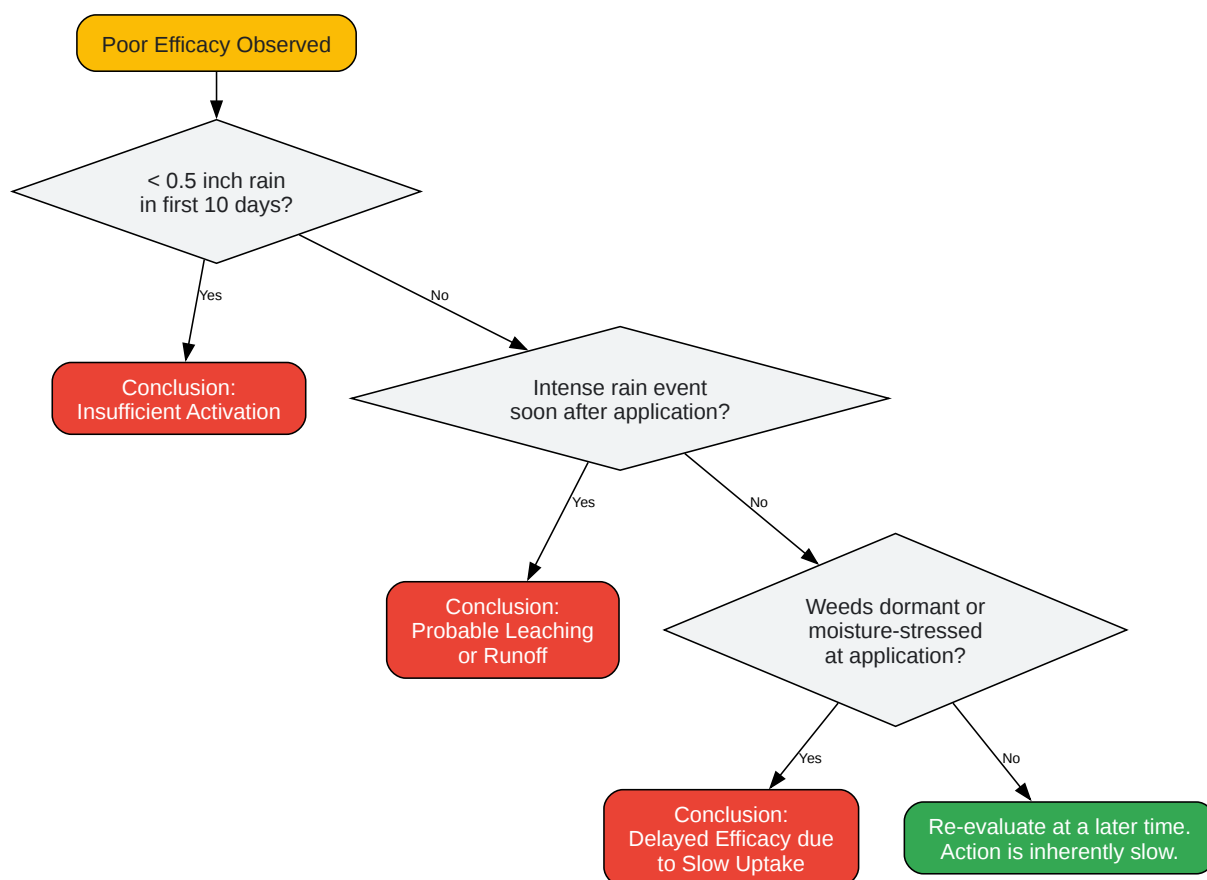 Poor Efficacy Observed
< 0.5 inch rain
in first 10 days?
Yes
No
Conclusion:
Insufficient Activation
Intense rain event
soon after application?
Yes
No
Conclusion:
Probable Leaching
or Runoff
Weeds dormant or
moisture-stressed
at application?
Yes
No
Conclusion:
Delayed Efficacy due
to Slow Uptake
Re-evaluate at a later time.
Action is inherently slow.